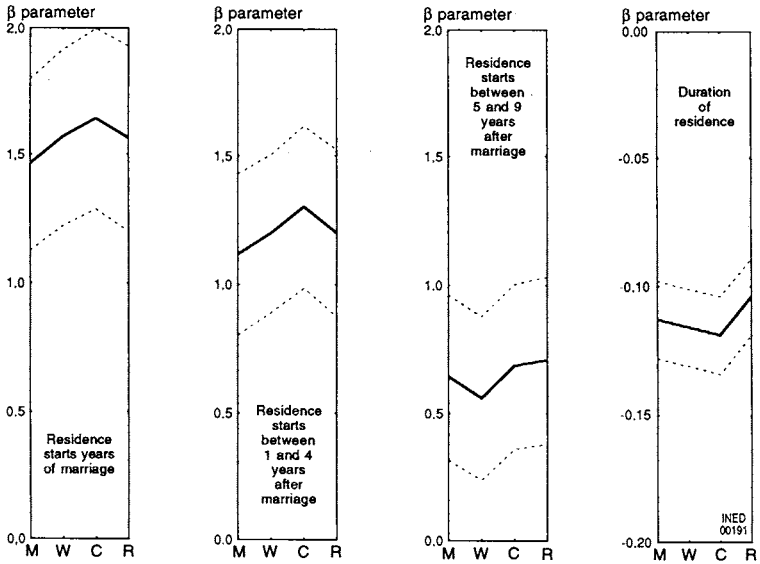 β parameter
2.0
1.5
1.0
0.5
0,0
Residence
starts years
of marriage
M W C R
β parameter
2.0
1.5
1.0
0.5
0.0
Residence
starts
between
1 and 4
years
after
marriage
M W C R
β parameter
2.0
1.5
1.0
0.5
0.0
Residence
starts
between
5 and 9
years
after
marriage
M W C R
β parameter
0.00
-0.05
-0.10
-0.15
-0.20
Duration
of
residence
INED
00191
M W C R